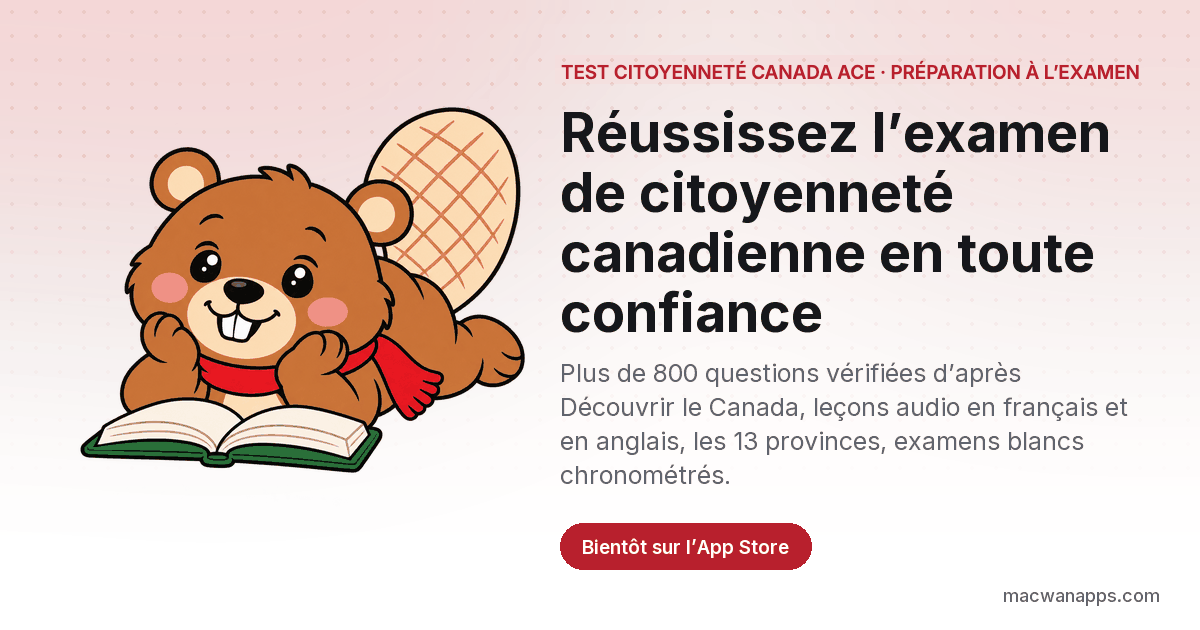 TEST CITOYENNETÉ CANADA ACE · PRÉPARATION À L’EXAMEN
Réussissez l’examen
de citoyenneté
canadienne en toute
confiance
Plus de 800 questions vérifiées d’après
Découvrir le Canada, leçons audio en français et
en anglais, les 13 provinces, examens blancs
chronométrés.
Bientôt sur l’App Store
macwanapps.com